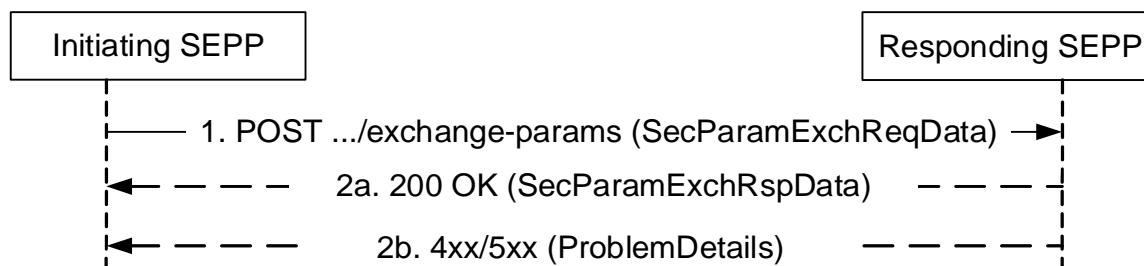 Initiating SEPP
Responding SEPP
1. POST .../exchange-params (SecParamExchReqData)
2a. 200 OK (SecParamExchRspData)
2b. 4xx/5xx (ProblemDetails)